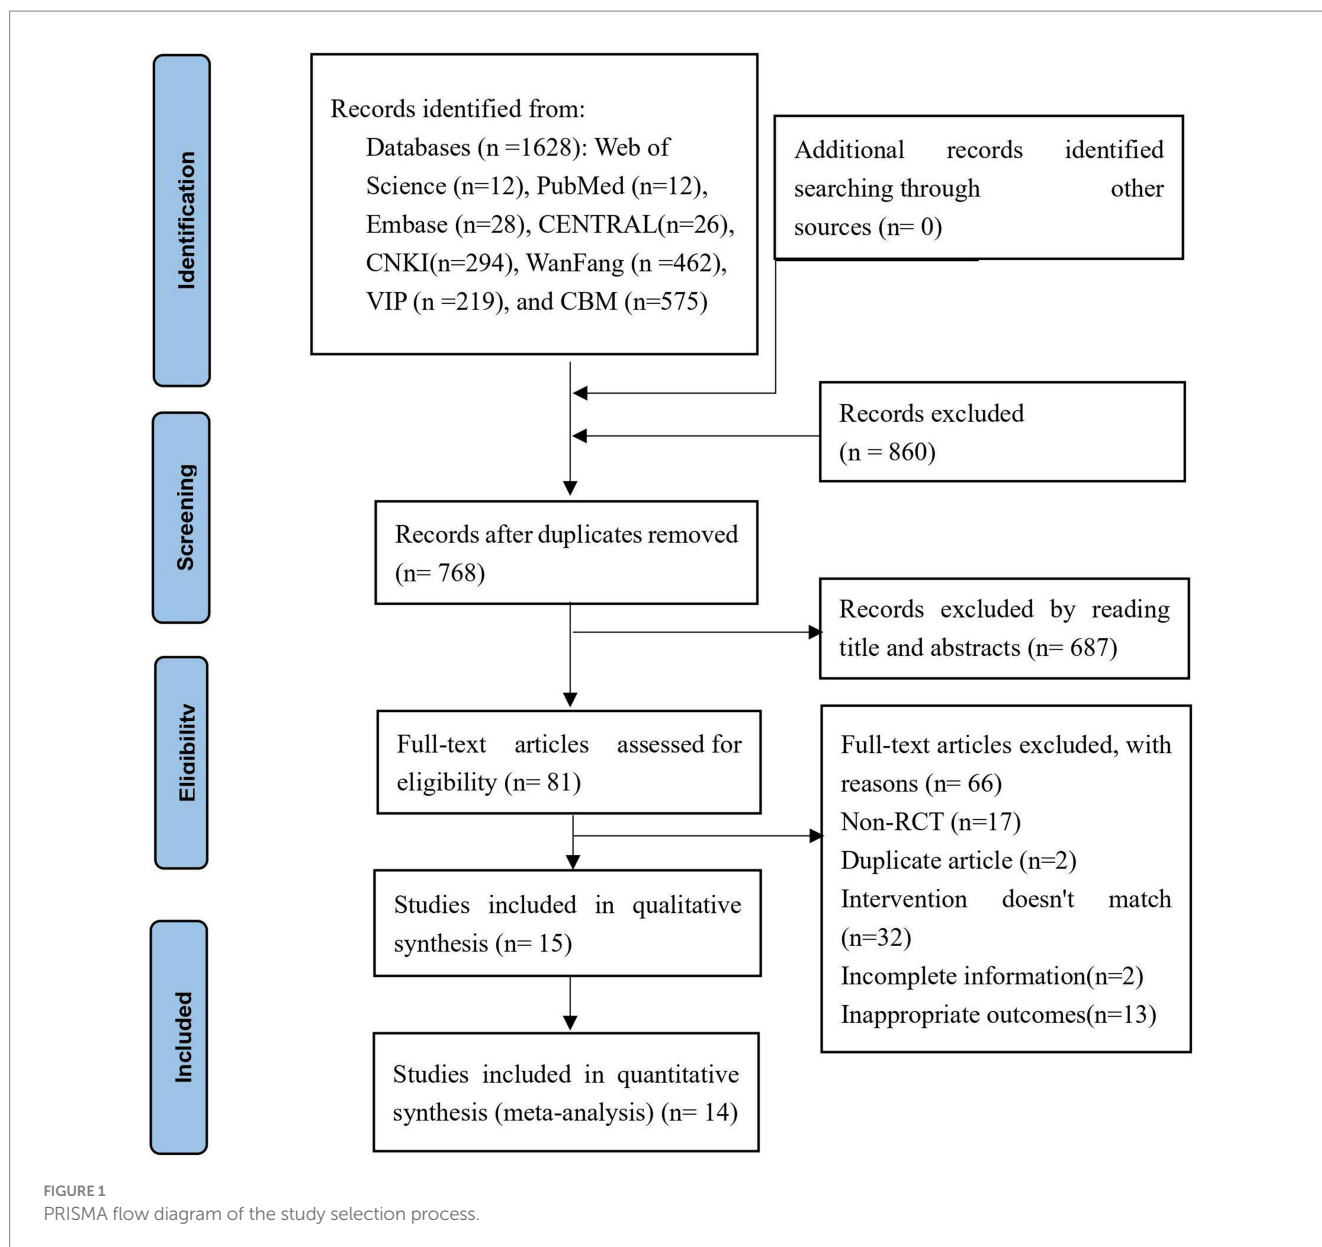 Identification
Records identified from:
Databases (n =1628): Web of
Science (n=12), PubMed (n=12),
Embase (n=28), CENTRAL(n=26),
CNKI(n=294), WanFang (n =462),
VIP (n =219), and CBM (n=575)
Additional records identified
searching through other
sources (n= 0)
Records excluded
(n = 860)
Screening
Records after duplicates removed
(n= 768)
Records excluded by reading
title and abstracts (n= 687)
Eligibility
Full-text articles assessed for
eligibility (n= 81)
Full-text articles excluded, with
reasons (n= 66)
Non-RCT (n=17)
Duplicate article (n=2)
Intervention doesn't match
(n=32)
Incomplete information(n=2)
Inappropriate outcomes(n=13)
Studies included in qualitative
synthesis (n= 15)
Included
Studies included in quantitative
synthesis (meta-analysis) (n= 14)
FIGURE 1
PRISMA flow diagram of the study selection process.